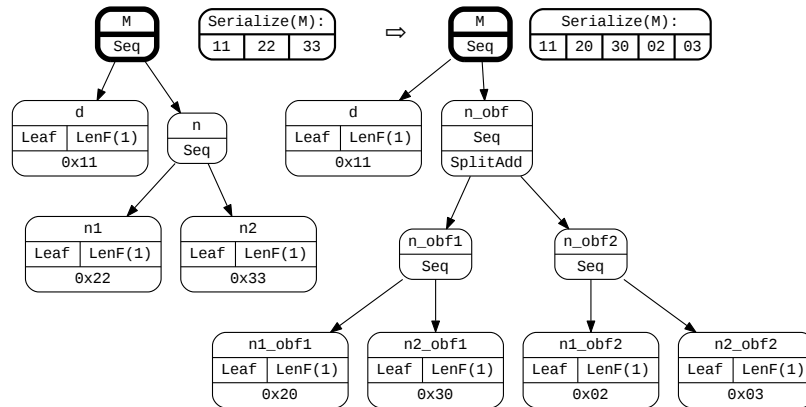 M
Seq
Serialize(M):
11 22 33
⇨
M
Seq
Serialize(M):
11 20 30 02 03
d
Leaf LenF(1)
0x11
n
Seq
d
Leaf LenF(1)
0x11
n_obf
Seq
SplitAdd
n1
Leaf LenF(1)
0x22
n2
Leaf LenF(1)
0x33
n_obf1
Seq
n_obf2
Seq
n1_obf1
Leaf LenF(1)
0x20
n2_obf1
Leaf LenF(1)
0x30
n1_obf2
Leaf LenF(1)
0x02
n2_obf2
Leaf LenF(1)
0x03